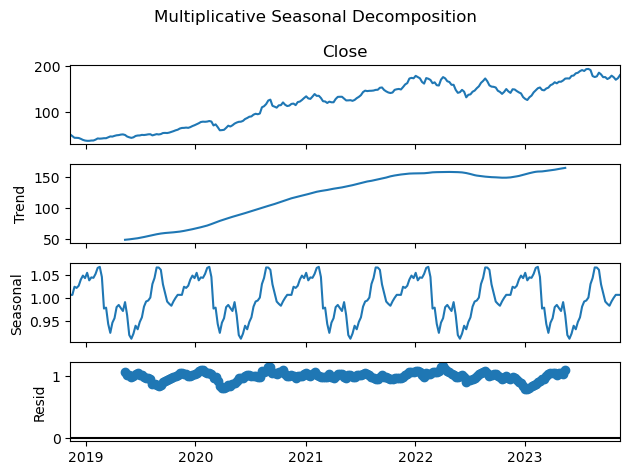 Multiplicative Seasonal Decomposition
Close
200
100
Trend
150
100
50
Seasonal
1.05
1.00
0.95
Resid
1
0
2019 2020 2021 2022 2023